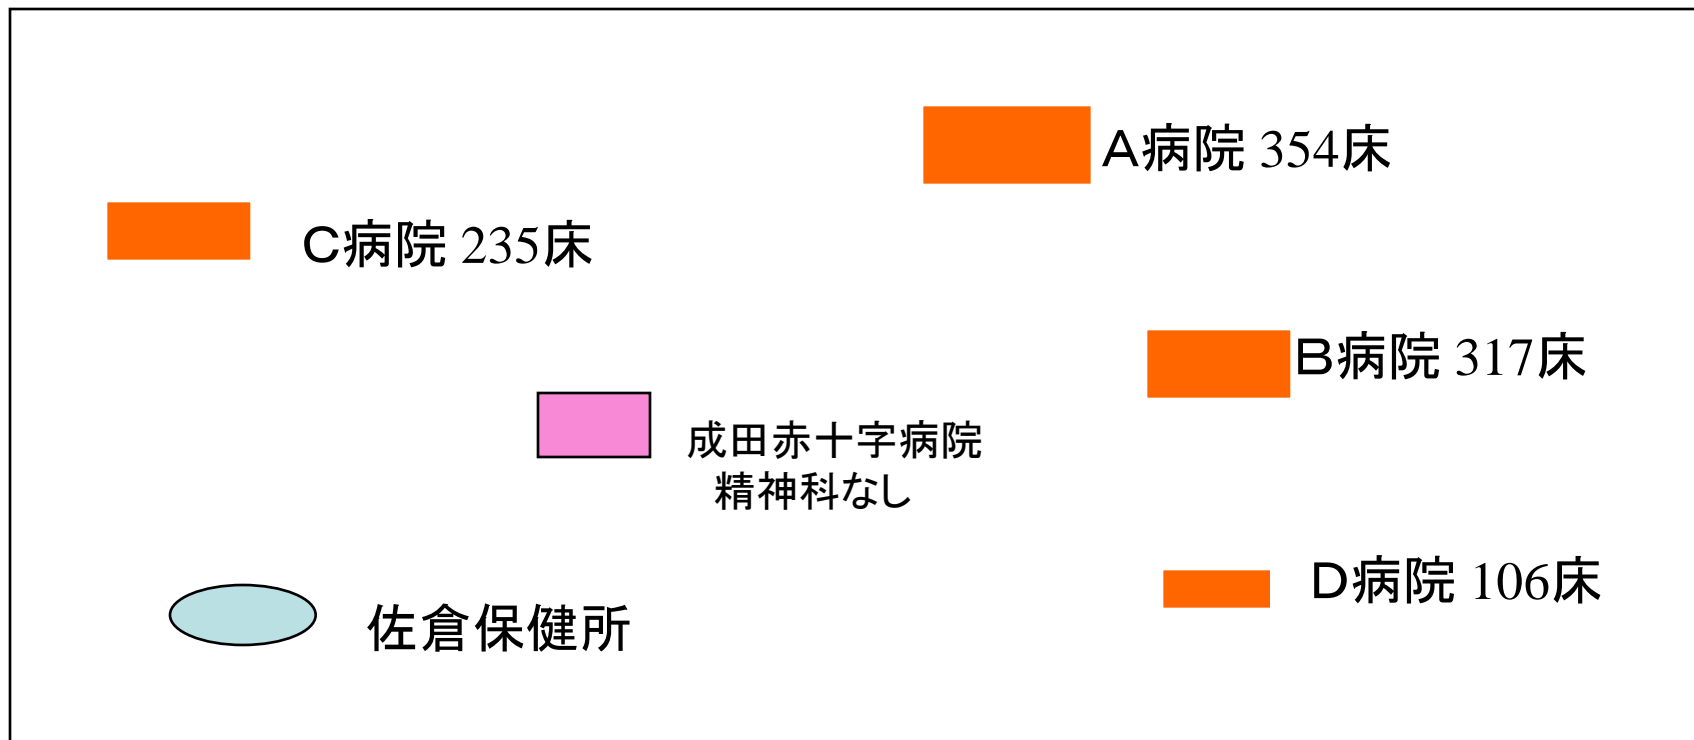 A病院 354床
C病院 235床
B病院 317床
成田赤十字病院
精神科なし
D病院 106床
佐倉保健所